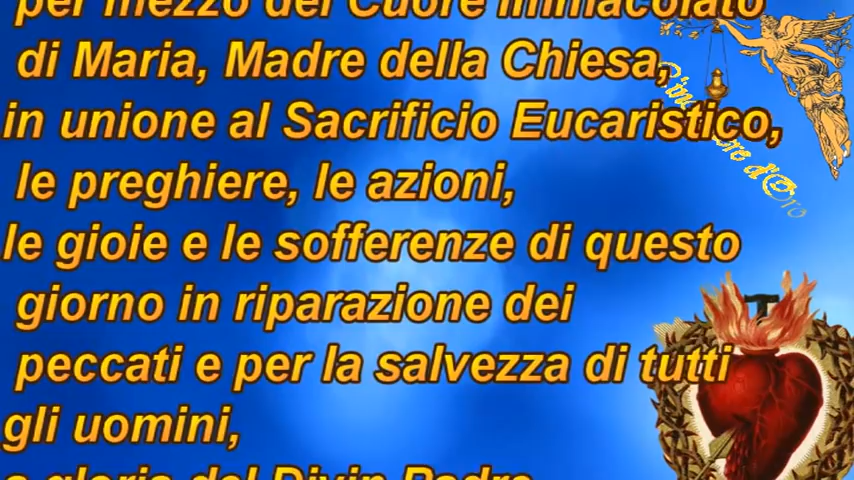 per mezzo del Cuore Immacolato
di Maria, Madre della Chiesa,
in unione al Sacrificio Eucaristico,
le preghiere, le azioni,
le gioie e le sofferenze di questo
giorno in riparazione dei
peccati e per la salvezza di tutti
gli uomini,
a gloria del Divin Padre